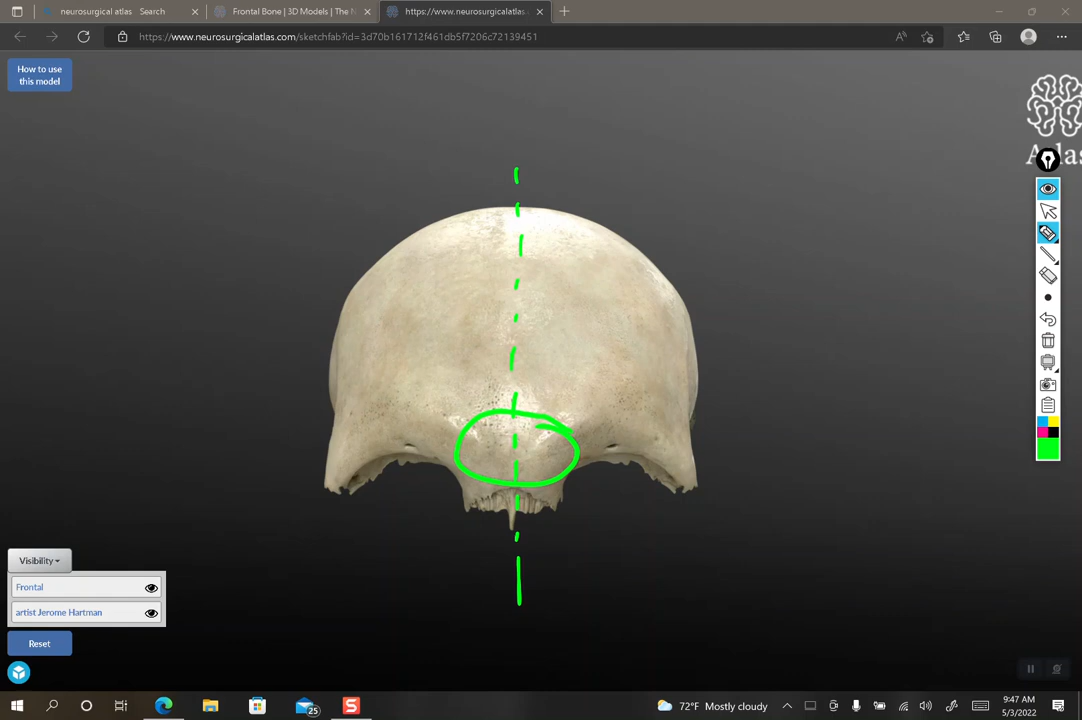 neurosurgical atlas - Search
Frontal Bone | 3D Models | The N
https://www.neurosurgicalatlas
https://www.neurosurgicalatlas.com/sketchfab?id=3d70b161712f461db5f7206c72139451
How to use
this model
Visibility
Frontal
artist Jerome Hartman
Reset
25
S
72°F Mostly cloudy
9:47 AM
5/3/2022